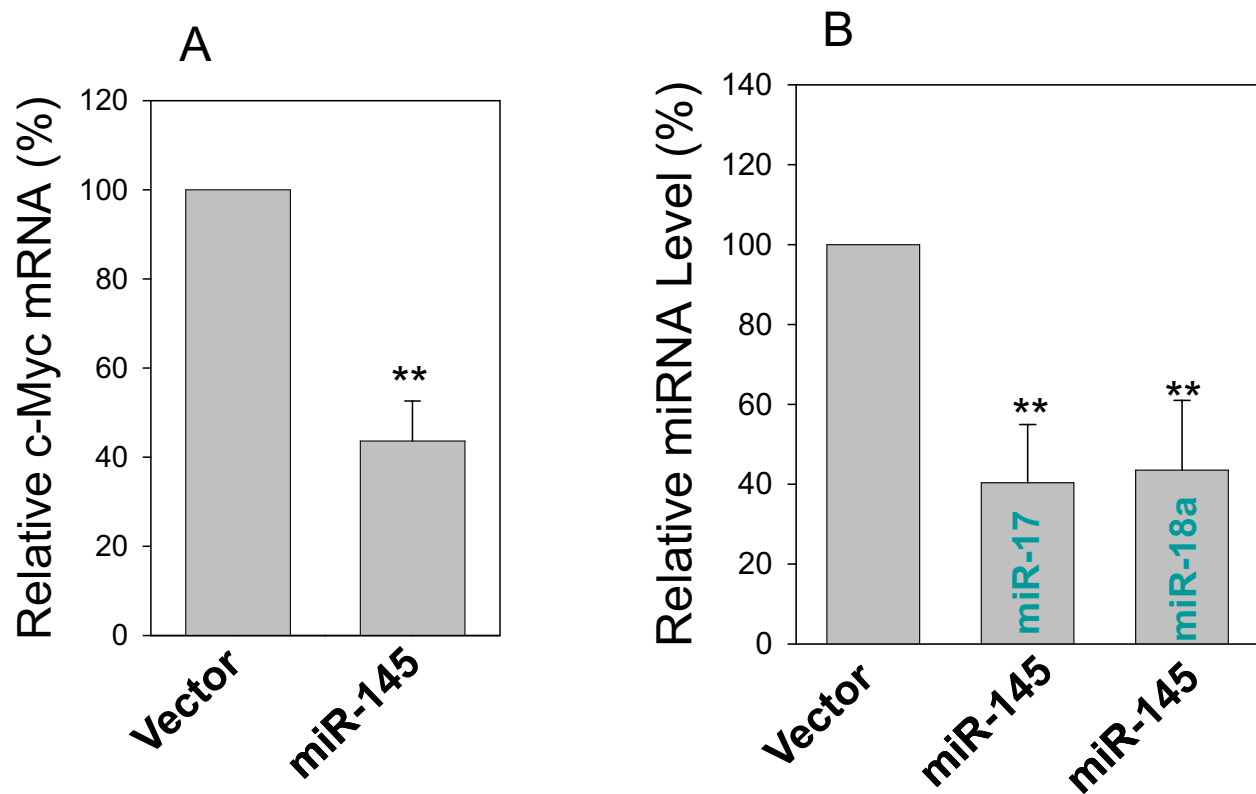 A
Relative c-Myc mRNA (%)
120
100
80
60
40
20
0
**
Vector
miR-145
B
Relative miRNA Level (%)
140
120
100
80
60
40
20
0
**
**
miR-17
miR-18a
Vector
miR-145
miR-145